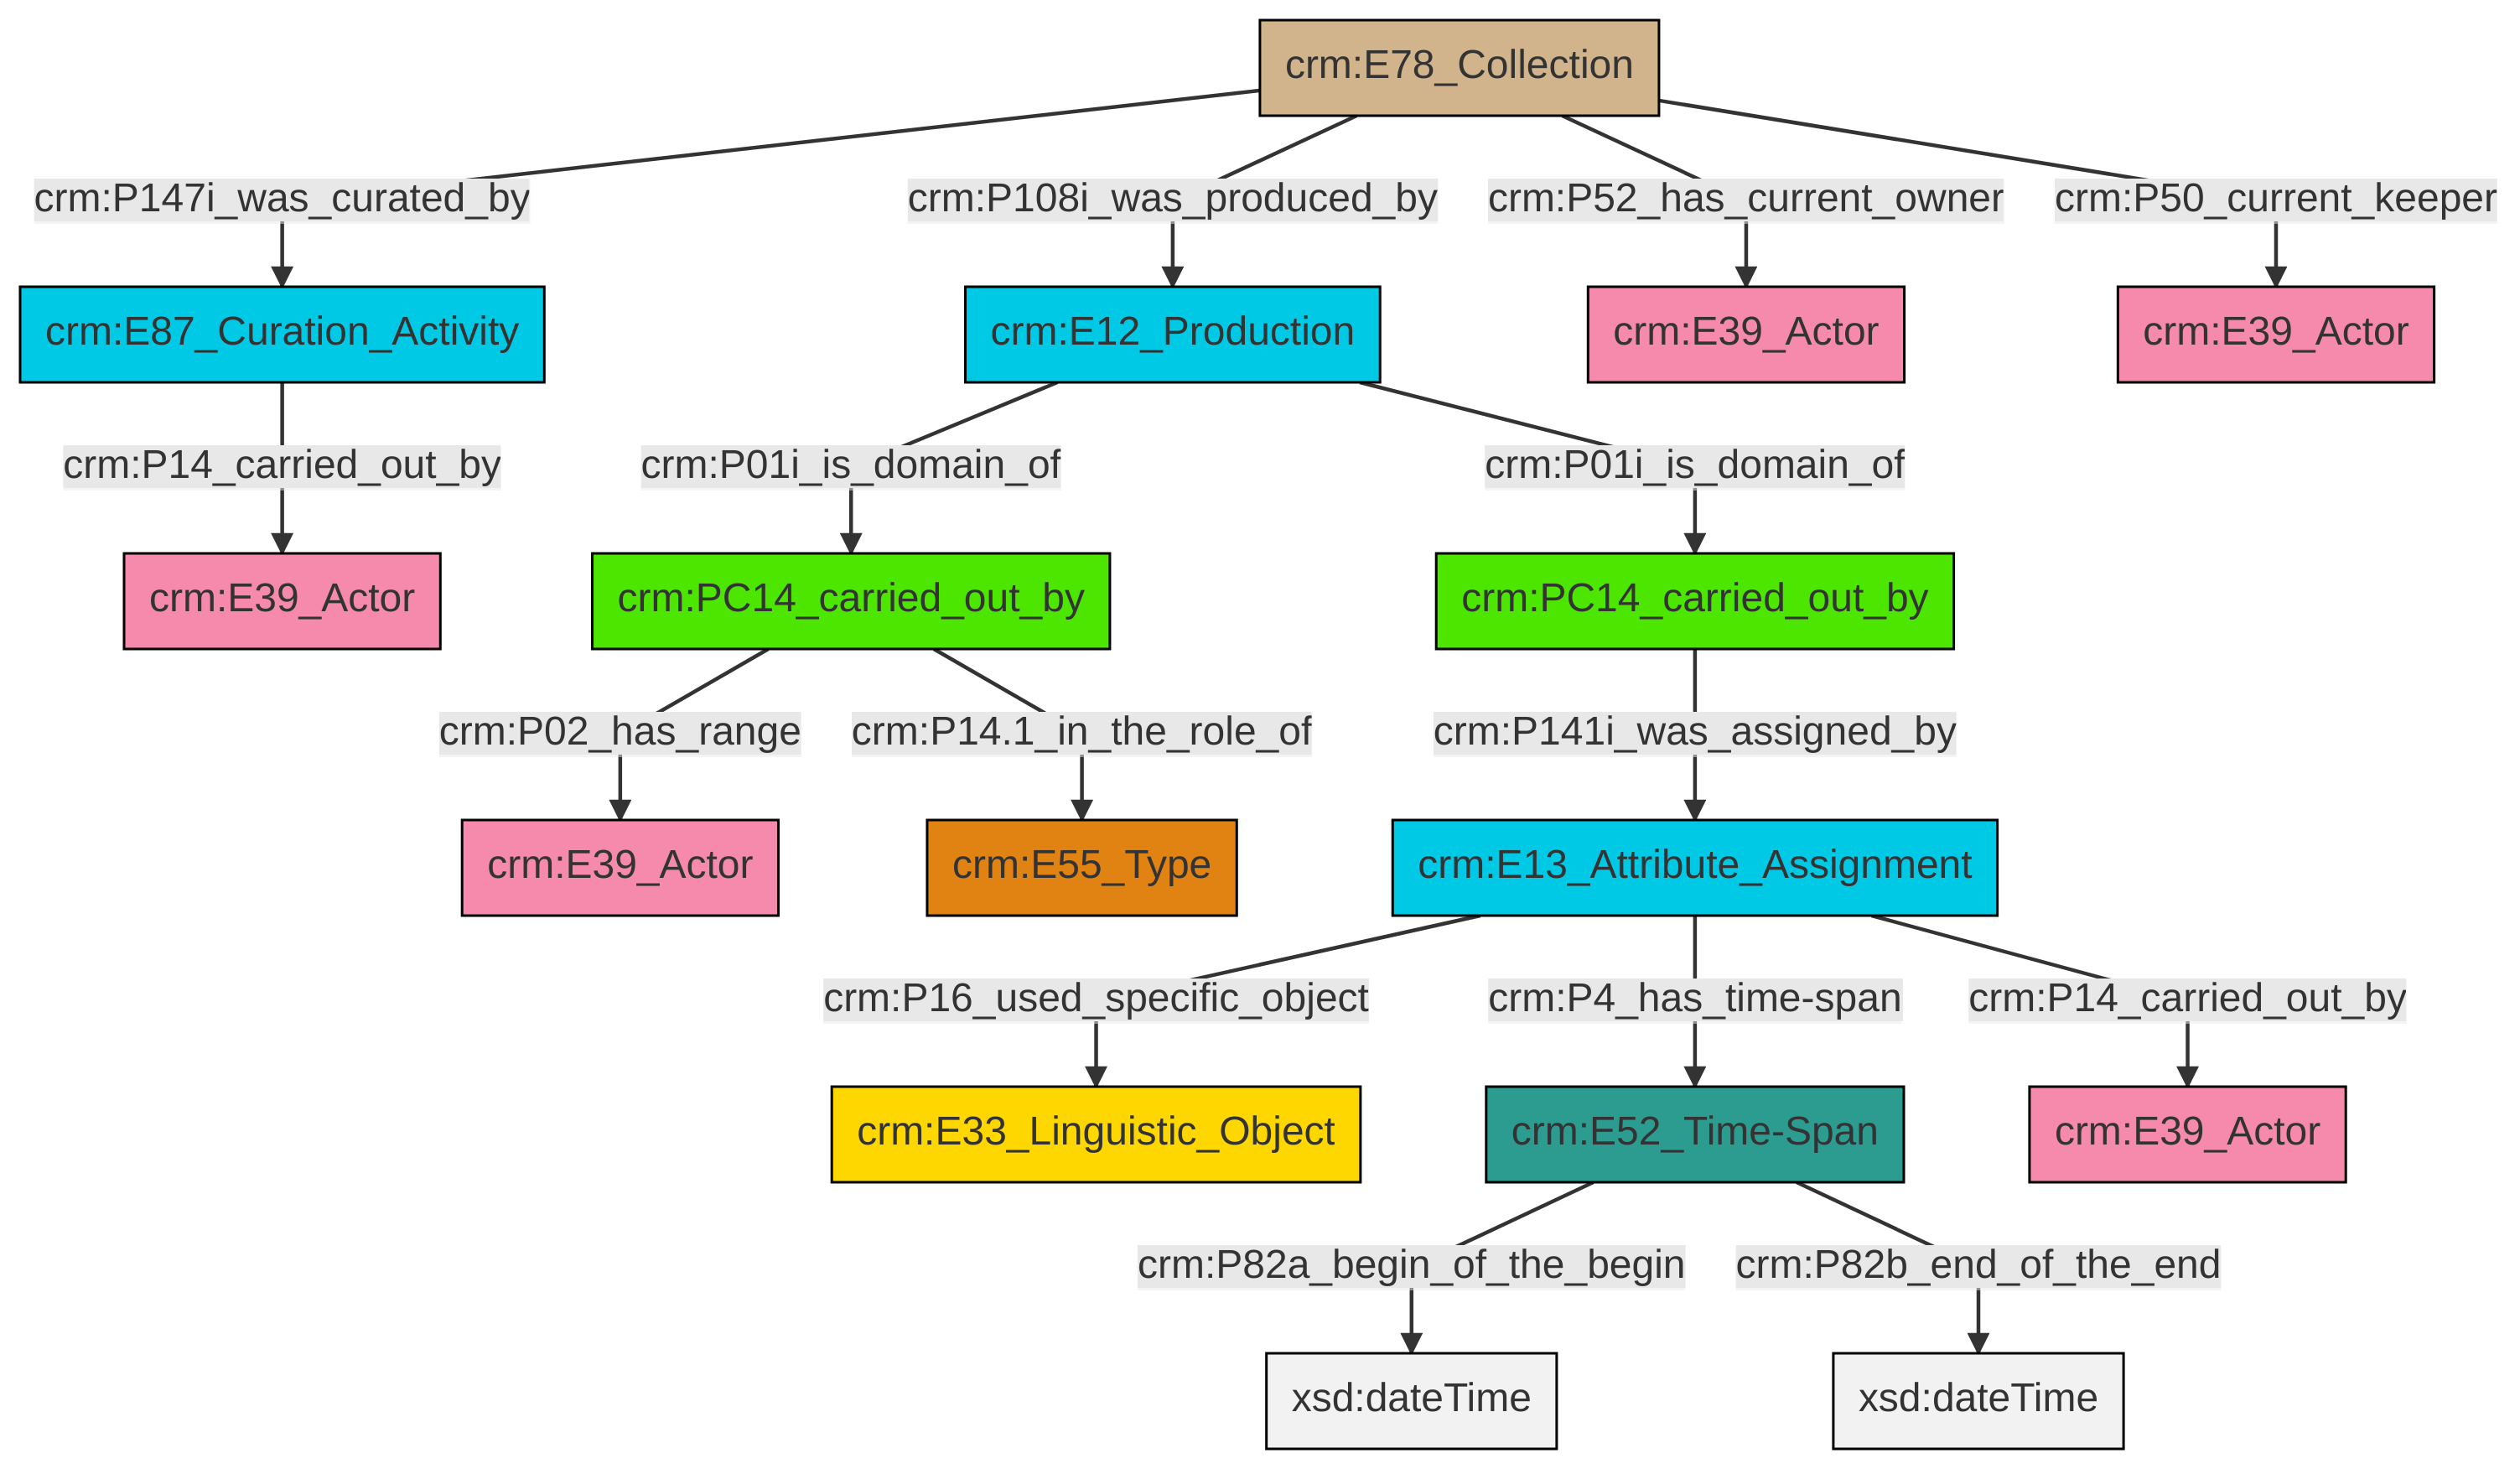 crm:E78_Collection
crm:P147i_was_curated_by
crm:P108i_was_produced_by
crm:P52_has_current_owner
crm:P50_current_keeper
crm:E87_Curation_Activity
crm:E12_Production
crm:E39_Actor
crm:E39_Actor
crm:P14_carried_out_by
crm:P01i_is_domain_of
crm:P01i_is_domain_of
crm:E39_Actor
crm:PC14_carried_out_by
crm:PC14_carried_out_by
crm:P02_has_range
crm:P14.1_in_the_role_of
crm:P141i_was_assigned_by
crm:E39_Actor
crm:E55_Type
crm:E13_Attribute_Assignment
crm:P16_used_specific_object
crm:P4_has_time-span
crm:P14_carried_out_by
crm:E33_Linguistic_Object
crm:E52_Time-Span
crm:E39_Actor
crm:P82a_begin_of_the_begin
crm:P82b_end_of_the_end
xsd:dateTime
xsd:dateTime